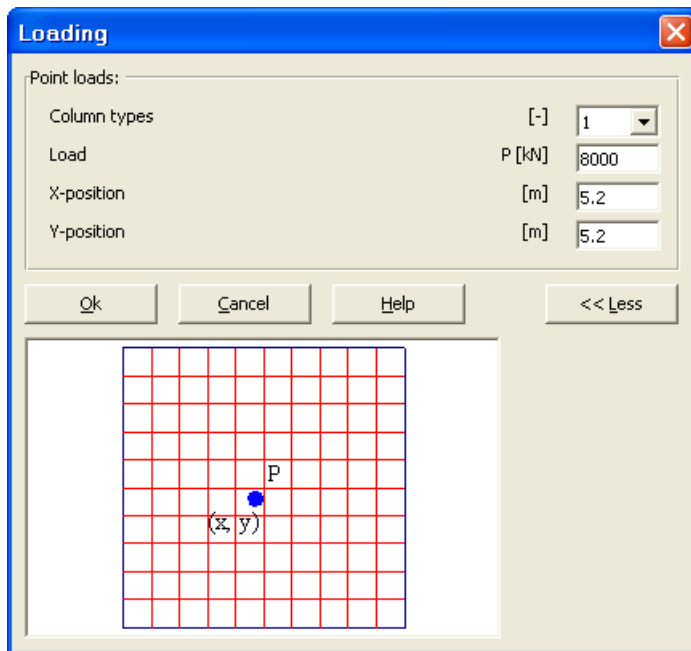 Loading
Point loads:
Column types [-] 1
Load P [kN] 8000
X-position [m] 5.2
Y-position [m] 5.2
Ok Cancel Help << Less
P
(x, y)